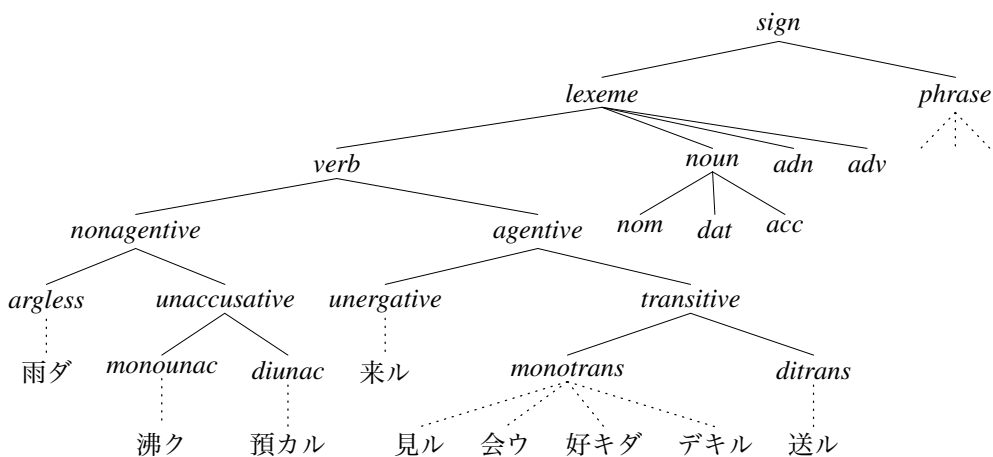 sign
lexeme phrase
verb noun adn adv
nonagentive agentive nom dat acc
argless unaccusative unergative transitive
雨ダ monounac diunac 来ル monotrans ditrans
沸ク 預カル 見ル 会ウ 好キダ デキル 送ル